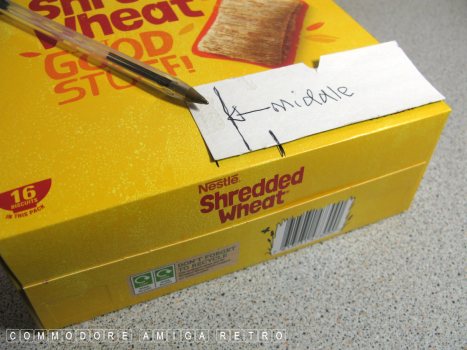 Shredded
Wheat
GOOD
STUFF!
middle
16
BISCUITS
IN THIS PACK
Nestlé
Shredded
Wheat
DON'T FORGET
TO RECYCLE
COMMODORE AMIGA RETRO